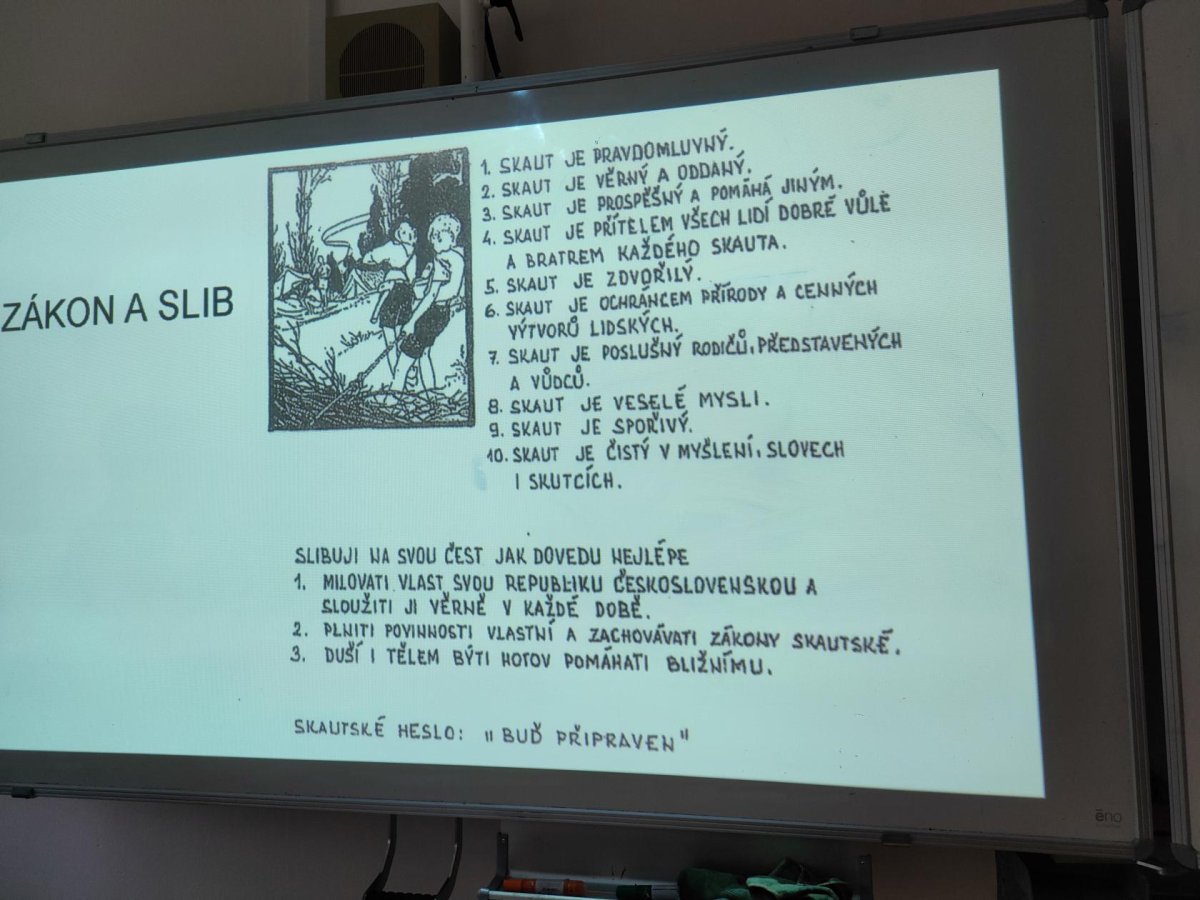 ZÁKON A SLIB
1. SKAUT JE PRAVDOMLUVNÝ.
2. SKAUT JE VĚRNÝ A ODDANÝ.
3. SKAUT JE PROSPĚŠNÝ A POMÁHÁ JINÝM.
4. SKAUT JE PŘÍTELEM VŠECH LIDÍ DOBRÉ VŮLE
A BRATREM KAŽDÉHO SKAUTA.
5. SKAUT JE ZDVOŘILÝ.
6. SKAUT JE OCHRÁNCEM PŘÍRODY A CENNÝCH
VÝTVORŮ LIDSKÝCH.
7. SKAUT JE POSLUŠNÝ RODIČŮ, PŘEDSTAVENÝCH
A VŮDCŮ.
8. SKAUT JE VESELÉ MYSLI.
9. SKAUT JE SPOŘIVÝ.
10. SKAUT JE ČISTÝ V MYŠLENÍ, SLOVECH
I SKUTCÍCH.
SLIBUJI NA SVOU ČEST JAK DOVEDU NEJLÉPE
1. MILOVATI VLAST SVOU REPUBLIKU ČESKOSLOVENSKOU A
SLOUŽITI JI VĚRNĚ V KAŽDÉ DOBĚ.
2. PLNITI POVINNOSTI VLASTNÍ A ZACHOVÁVATI ZÁKONY SKAUTSKÉ.
3. DUŠÍ I TĚLEM BÝTI HOTOV POMÁHATI BLIŽNÍMU.
SKAUTSKÉ HESLO: „BUĎ PŘIPRAVEN"
ēno